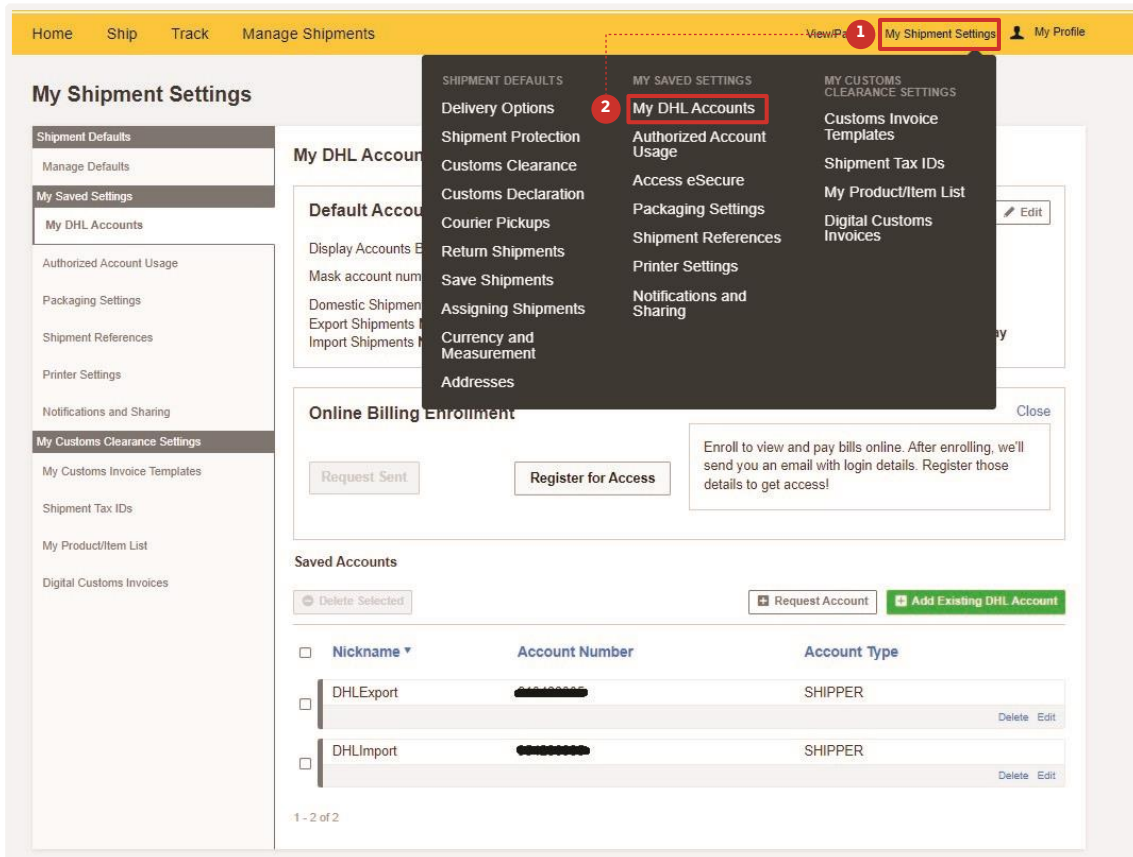 Home Ship Track Manage Shipments
View/Pa
1
My Shipment Settings
My Profile
My Shipment Settings
Shipment Defaults
Manage Defaults
My Saved Settings
My DHL Accounts
Authorized Account Usage
Packaging Settings
Shipment References
Printer Settings
Notifications and Sharing
My Customs Clearance Settings
My Customs Invoice Templates
Shipment Tax IDs
My Product/Item List
Digital Customs Invoices
SHIPMENT DEFAULTS
Delivery Options
Shipment Protection
Customs Clearance
Customs Declaration
Courier Pickups
Return Shipments
Save Shipments
Assigning Shipments
Currency and
Measurement
Addresses
MY SAVED SETTINGS
2
My DHL Accounts
Authorized Account
Usage
Access eSecure
Packaging Settings
Shipment References
Printer Settings
Notifications and
Sharing
MY CUSTOMS
CLEARANCE SETTINGS
Customs Invoice
Templates
Shipment Tax IDs
My Product/Item List
Digital Customs
Invoices
My DHL Accoun
Default Accou
Edit
Display Accounts
Mask account num
Domestic Shipmen
Export Shipments
Import Shipments
ay
Online Billing Enrollment
Close
Request Sent
Register for Access
Enroll to view and pay bills online. After enrolling, we'll
send you an email with login details. Register those
details to get access!
Saved Accounts
Delete Selected
Request Account
Add Existing DHL Account
Nickname Account Number Account Type
DHLExport SHIPPER
Delete Edit
DHLImport SHIPPER
Delete Edit
1 - 2 of 2